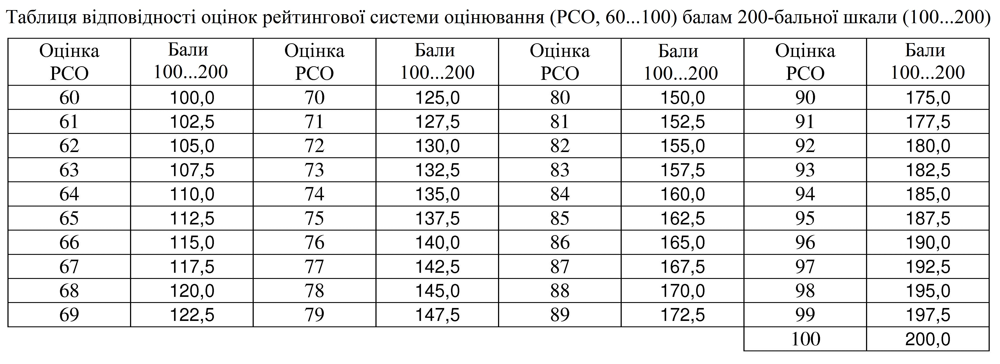 Таблиця відповідності оцінок рейтингової системи оцінювання (РСО, 60...100) балам 200-бальної шкали (100...200)
Оцінка РСО Бали 100...200 Оцінка РСО Бали 100...200 Оцінка РСО Бали 100...200 Оцінка РСО Бали 100...200
60 100,0 70 125,0 80 150,0 90 175,0
61 102,5 71 127,5 81 152,5 91 177,5
62 105,0 72 130,0 82 155,0 92 180,0
63 107,5 73 132,5 83 157,5 93 182,5
64 110,0 74 135,0 84 160,0 94 185,0
65 112,5 75 137,5 85 162,5 95 187,5
66 115,0 76 140,0 86 165,0 96 190,0
67 117,5 77 142,5 87 167,5 97 192,5
68 120,0 78 145,0 88 170,0 98 195,0
69 122,5 79 147,5 89 172,5 99 197,5
100 200,0